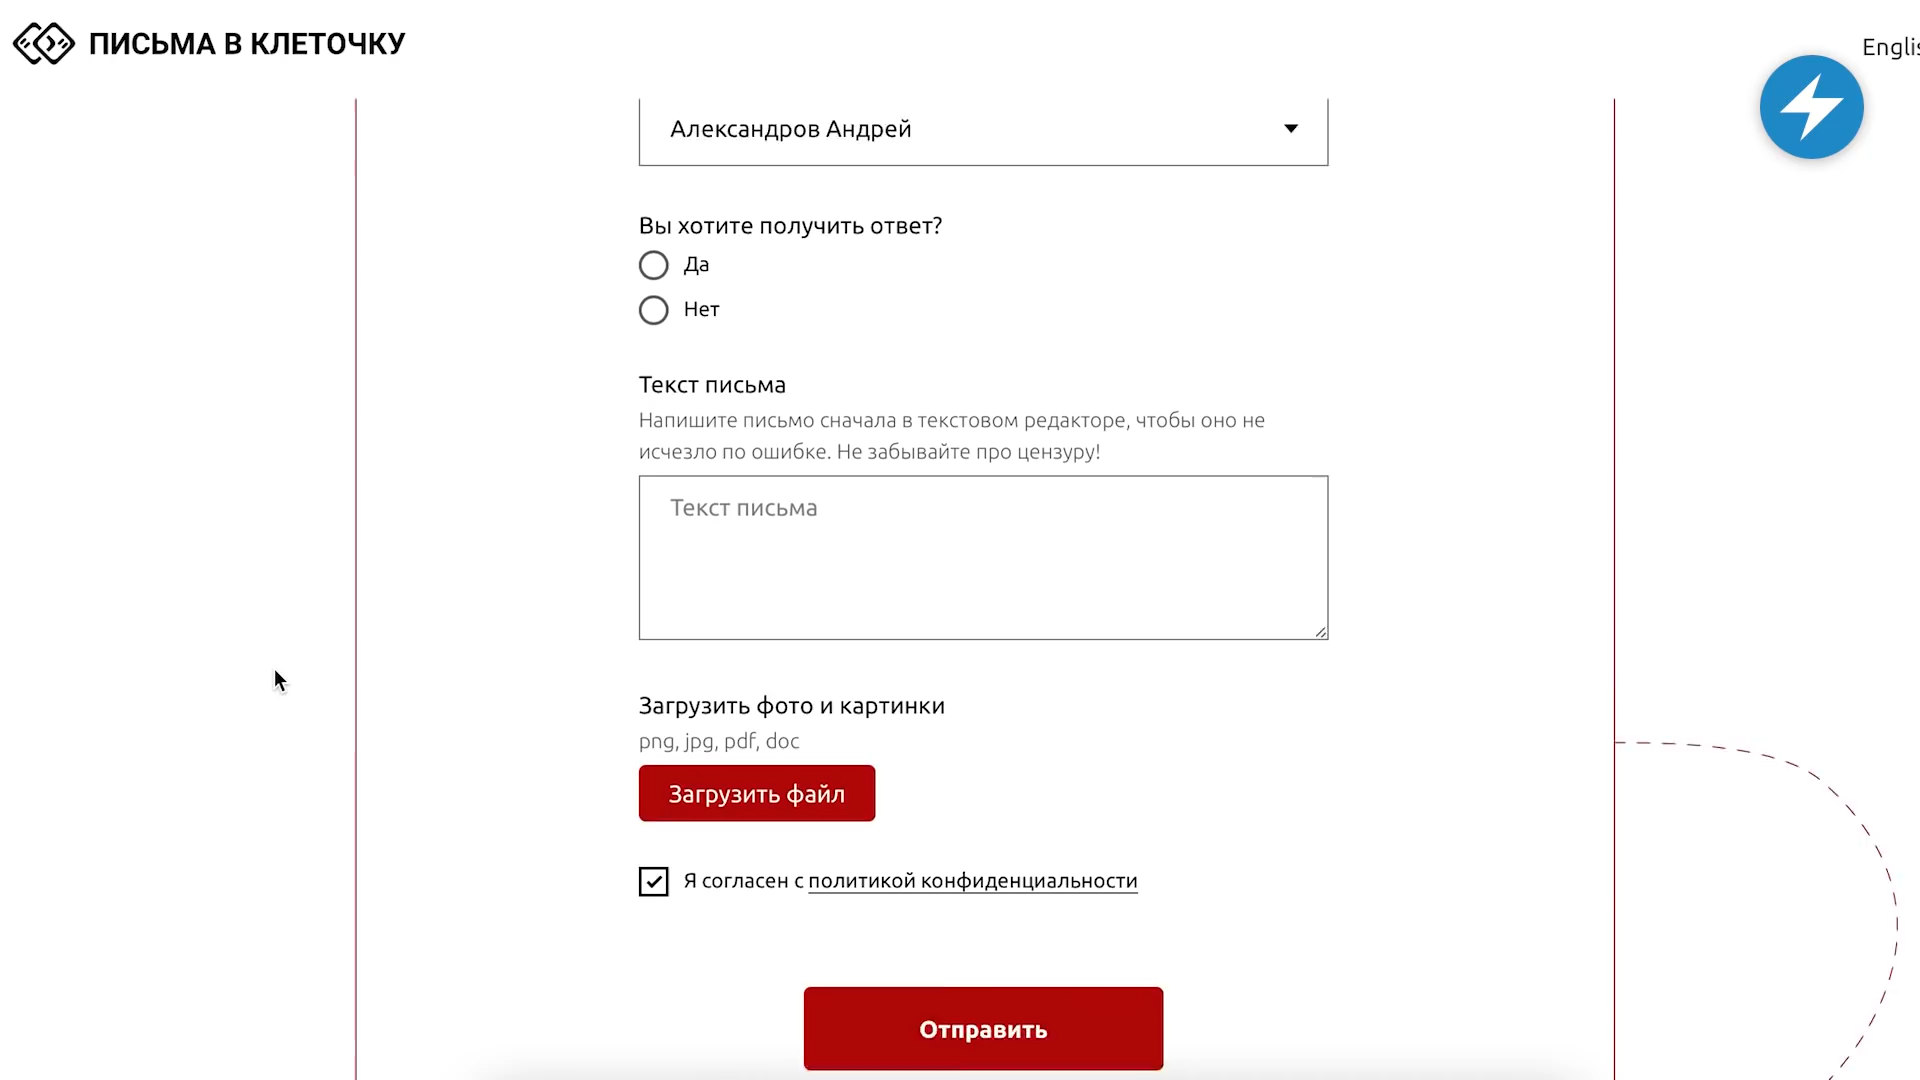 ПИСЬМА В КЛЕТОЧКУ
Englis
Александров Андрей
Вы хотите получить ответ?
Да
Нет
Текст письма
Напишите письмо сначала в текстовом редакторе, чтобы оно не
исчезло по ошибке. Не забывайте про цензуру!
Текст письма
Загрузить фото и картинки
png, jpg, pdf, doc
Загрузить файл
Я согласен с политикой конфиденциальности
Отправить